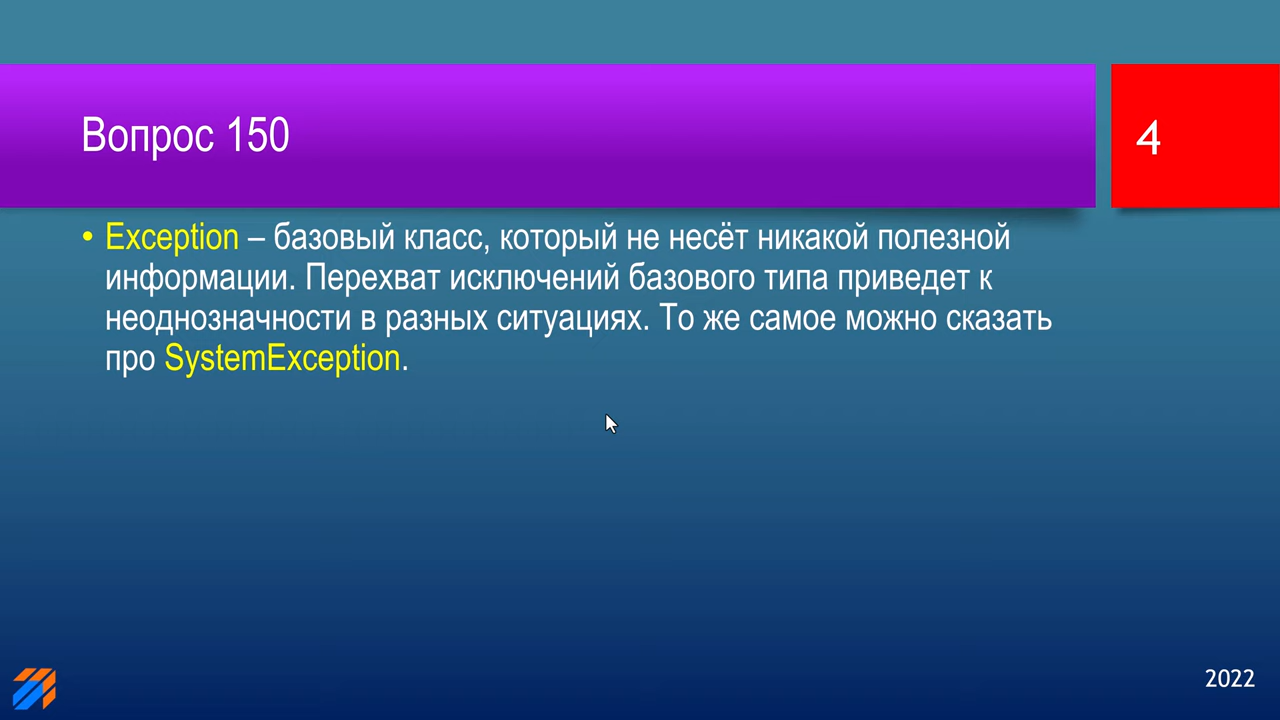 Вопрос 150
4
• Exception – базовый класс, который не несёт никакой полезной
информации. Перехват исключений базового типа приведет к
неоднозначности в разных ситуациях. То же самое можно сказать
про SystemException.
2022